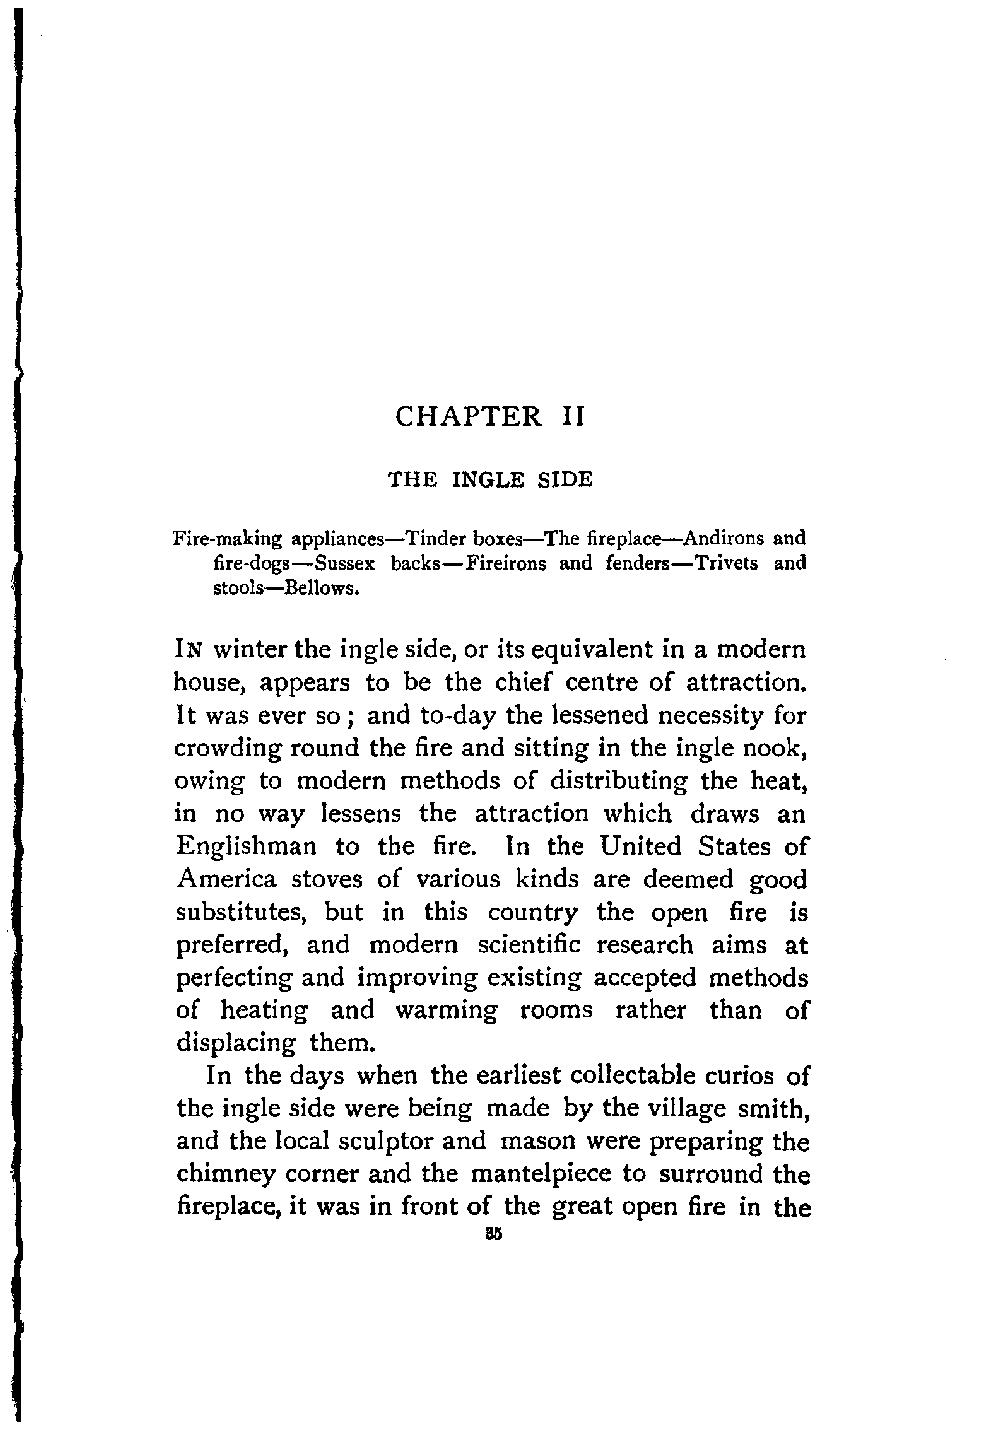 CHAPTER II
THE INGLE SIDE
Fire-making appliances—Tinder boxes—The fireplace—Andirons and
fire-dogs—Sussex backs—Fireirons and fenders—Trivets and
stools—Bellows.
IN winter the ingle side, or its equivalent in a modern
house, appears to be the chief centre of attraction.
It was ever so; and to-day the lessened necessity for
crowding round the fire and sitting in the ingle nook,
owing to modern methods of distributing the heat,
in no way lessens the attraction which draws an
Englishman to the fire. In the United States of
America stoves of various kinds are deemed good
substitutes, but in this country the open fire is
preferred, and modern scientific research aims at
perfecting and improving existing accepted methods
of heating and warming rooms rather than of
displacing them.
In the days when the earliest collectable curios of
the ingle side were being made by the village smith,
and the local sculptor and mason were preparing the
chimney corner and the mantelpiece to surround the
fireplace, it was in front of the great open fire in the
35